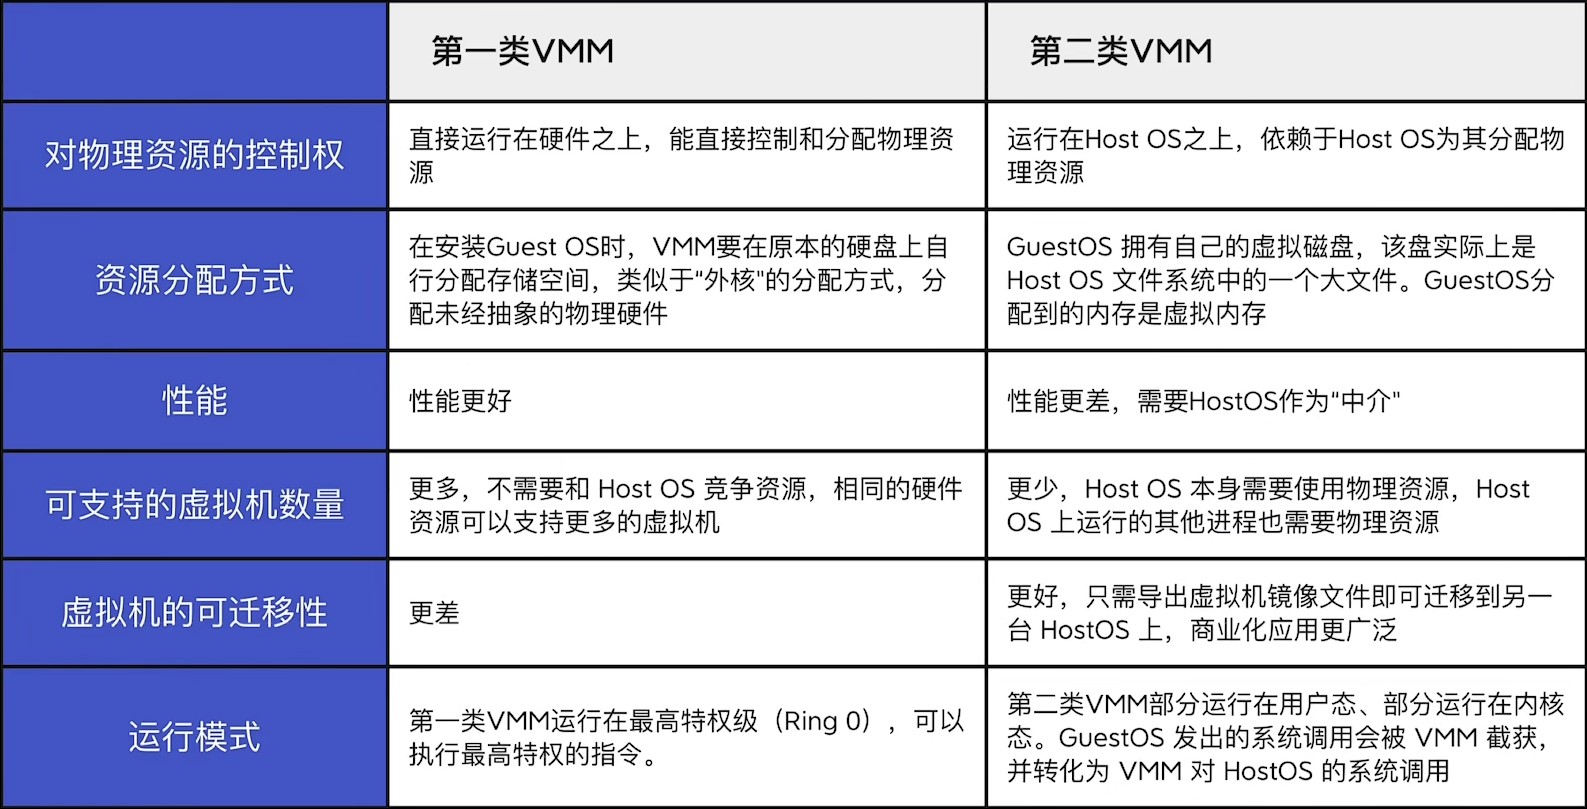 第一类VMM
第二类VMM
对物理资源的控制权
直接运行在硬件之上，能直接控制和分配物理资
源
运行在Host OS之上，依赖于Host OS为其分配物
理资源
资源分配方式
在安装Guest OS时，VMM要在原本的硬盘上自
行分配存储空间，类似于“外核”的分配方式，分
配未经抽象的物理硬件
GuestOS 拥有自己的虚拟磁盘，该盘实际上是
Host OS 文件系统中的一个大文件。GuestOS分
配到的内存是虚拟内存
性能
性能更好
性能更差，需要HostOS作为“中介”
可支持的虚拟机数量
更多，不需要和 Host OS 竞争资源，相同的硬件
资源可以支持更多的虚拟机
更少，Host OS 本身需要使用物理资源，Host
OS 上运行的其他进程也需要物理资源
虚拟机的可迁移性
更差
更好，只需导出虚拟机镜像文件即可迁移到另一
台 HostOS 上，商业化应用更广泛
运行模式
第一类VMM运行在最高特权级（Ring 0），可以
执行最高特权的指令。
第二类VMM部分运行在用户态、部分运行在内核
态。GuestOS 发出的系统调用会被 VMM 截获，
并转化为 VMM 对 HostOS 的系统调用